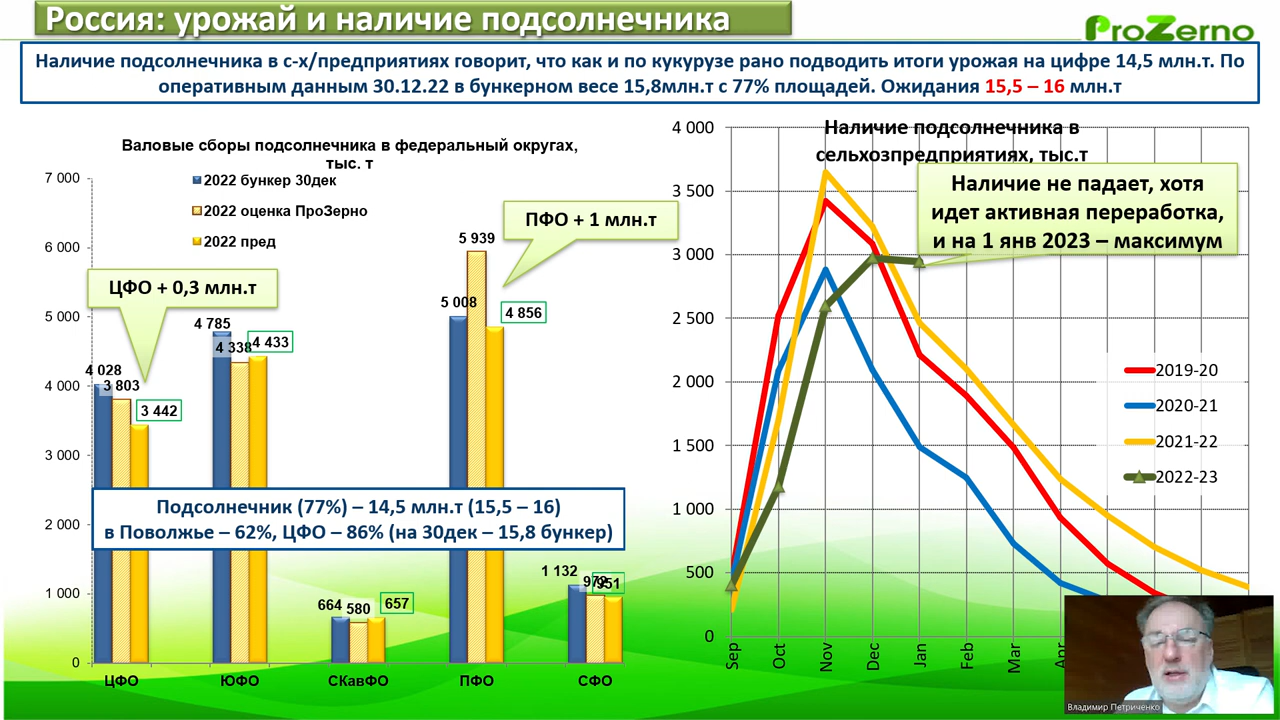 Россия: урожай и наличие подсолнечника
ProZerno
Наличие подсолнечника в с-х/предприятиях говорит, что как и по кукурузе рано подводить итоги урожая на цифре 14,5 млн.т. По
оперативным данным 30.12.22 в бункерном весе 15,8млн.т с 77% площадей. Ожидания 15,5 – 16 млн.т
Валовые сборы подсолнечника в федеральный округах,
тыс. т
7 000
6 000
5 000
4 000
3 000
2 000
1 000
0
2022 бункер 30дек
2022 оценка ПроЗерно
2022 пред
ЦФО + 0,3 млн.т
ПФО + 1 млн.т
4 028
3 803
3 442
4 785
4 338
4 433
664
580
657
5 008
5 939
4 856
1 132
951
Подсолнечник (77%) – 14,5 млн.т (15,5 – 16)
в Поволжье – 62%, ЦФО – 86% (на 30дек – 15,8 бункер)
ЦФО
ЮФО
СКавФО
ПФО
СФО
Наличие подсолнечника в
сельхозпредприятиях, тыс.т
Наличие не падает, хотя
идет активная переработка,
и на 1 янв 2023 – максимум
4 000
3 500
3 000
2 500
2 000
1 500
1 000
500
0
2019-20
2020-21
2021-22
2022-23
Sep
Oct
Nov
Dec
Jan
Feb
Mar
Apr
Владимир Петриченко